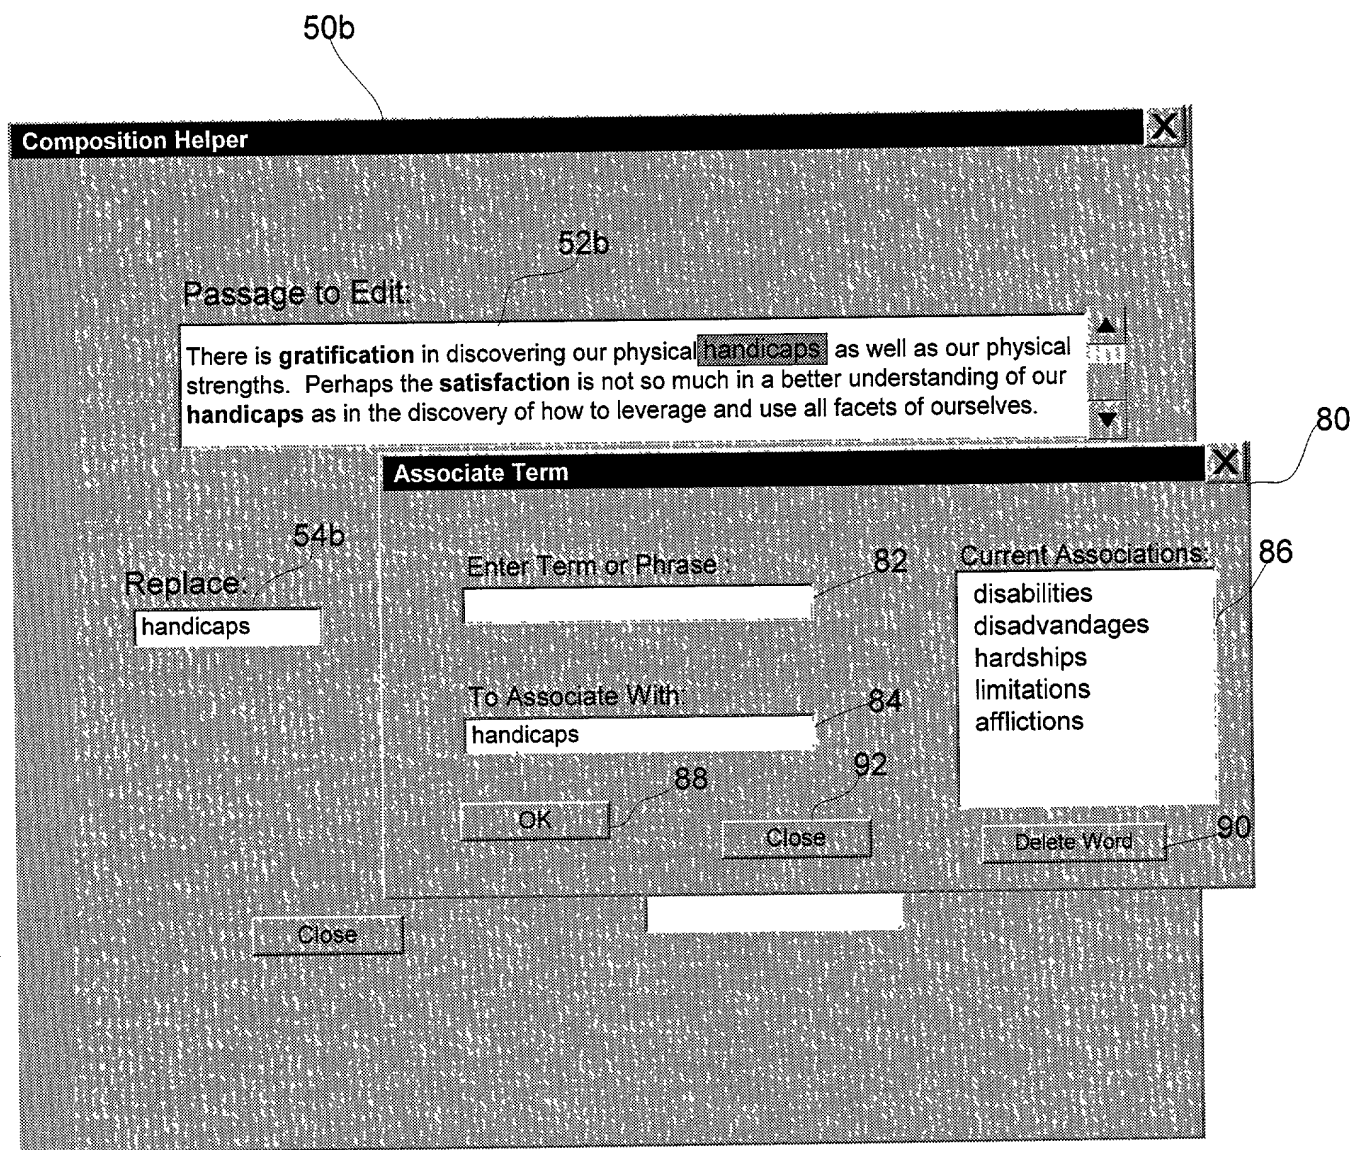 50b
Composition Helper
X
52b
Passage to Edit:
There is gratification in discovering our physical handicaps as well as our physical
strengths. Perhaps the satisfaction is not so much in a better understanding of our
handicaps as in the discovery of how to leverage and use all facets of ourselves.
80
Associate Term
X
54b
Replace:
handicaps
Enter Term or Phrase :
82
Current Associations:
86
disabilities
disadvandages
hardships
limitations
afflictions
To Associate With:
84
handicaps
88
92
OK
Close
Delete Word
90
Close